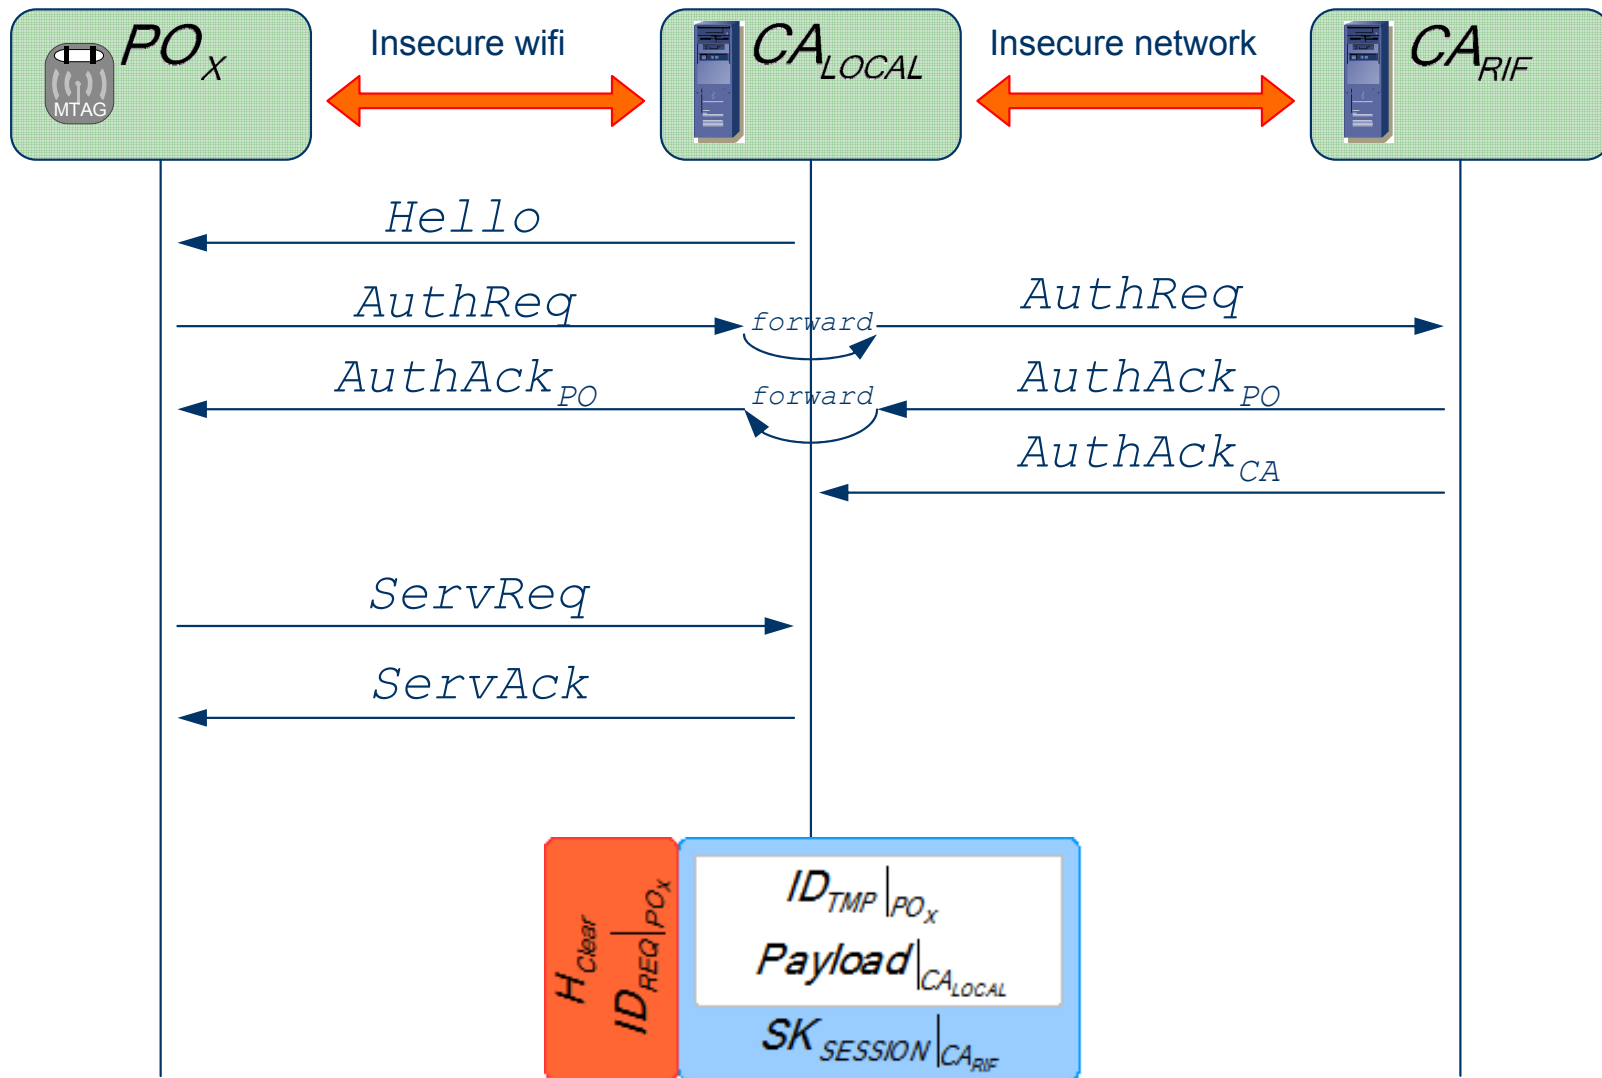 PO_X
Insecure wifi
CA_LOCAL
Insecure network
CA_RIF
MTAG
Hello
AuthReq
forward
AuthReq
AuthAck_PO
forward
AuthAck_PO
AuthAck_CA
ServReq
ServAck
H_Clear
ID_REQ|PO_X
ID_TMP|PO_X
Payload|CA_LOCAL
SK_SESSION|CA_RIF